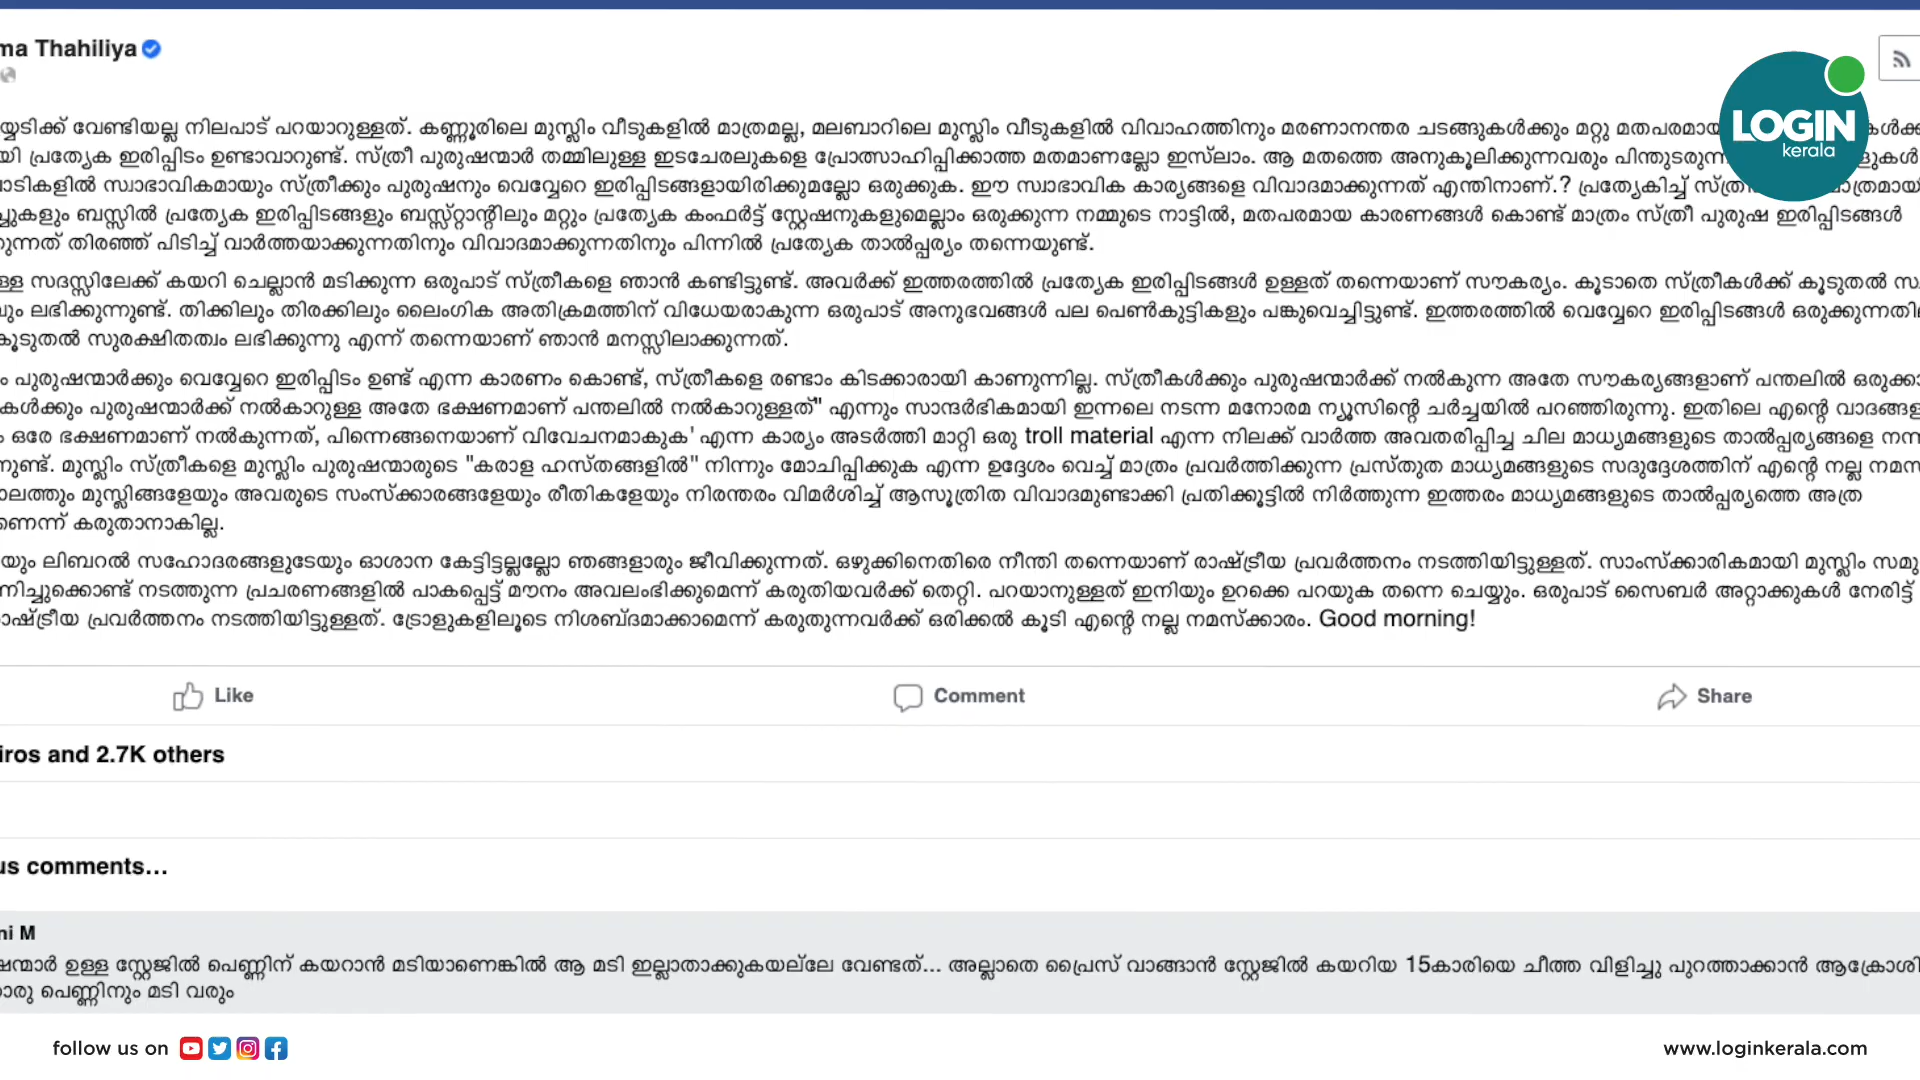 ma Thahiliya
യ്യടിക്ക് വേണ്ടിയല്ല നിലപാട് പറയാറുള്ളത്. കണ്ണൂരിലെ മുസ്ലിം വീടുകളിൽ മാത്രമല്ല, മലബാറിലെ മുസ്ലിം വീടുകളിൽ വിവാഹത്തിനും മരണാനന്തര ചടങ്ങുകൾക്കും മറ്റു മതപരമായ
യി പ്രത്യേക ഇരിപ്പിടം ഉണ്ടാവാറുണ്ട്. സ്ത്രീ പുരുഷന്മാർ തമ്മിലുള്ള ഇടചേരലുകളെ പ്രോത്സാഹിപ്പിക്കാത്ത മതമാണല്ലോ ഇസ്‌ലാം. ആ മതത്തെ അനുകൂലിക്കുന്നവരും പിന്തുടരുന്ന
സ്വാഭാവികമായും സ്ത്രീക്കും പുരുഷനും വെവ്വേറെ ഇരിപ്പിടങ്ങളായിരിക്കുമല്ലോ ഒരുക്കുക. ഈ സ്വാഭാവിക കാര്യങ്ങളെ വിവാദമാക്കുന്നത് എന്തിനാണ്.? പ്രത്യേകിച്ച്
ച്ചുകളും ബസ്സിൽ പ്രത്യേക ഇരിപ്പിടങ്ങളും ബസ്സ്റ്റാന്റിലും മറ്റും പ്രത്യേക കംഫർട്ട് സ്റ്റേഷനുകളുമെല്ലാം ഒരുക്കുന്ന നമ്മുടെ നാട്ടിൽ, മതപരമായ കാരണങ്ങൾ കൊണ്ട് മാത്രം സ്ത്രീ പുരുഷ ഇരിപ്പിടങ്ങൾ
ുന്നത് തിരഞ്ഞ് പിടിച്ച് വാർത്തയാക്കുന്നതിനും വിവാദമാക്കുന്നതിനും പിന്നിൽ പ്രത്യേക താൽപ്പര്യം തന്നെയുണ്ട്.
ള്ള സദസ്സിലേക്ക് കയറി ചെല്ലാൻ മടിക്കുന്ന ഒരുപാട് സ്ത്രീകളെ ഞാൻ കണ്ടിട്ടുണ്ട്. അവർക്ക് ഇത്തരത്തിൽ പ്രത്യേക ഇരിപ്പിടങ്ങൾ ഉള്ളത് തന്നെയാണ് സൗകര്യം. കൂടാതെ സ്ത്രീകൾക്ക് കൂടുതൽ
വും ലഭിക്കുന്നുണ്ട്. തിക്കിലും തിരക്കിലും ലൈംഗിക അതിക്രമത്തിന് വിധേയരാകുന്ന ഒരുപാട് അനുഭവങ്ങൾ പല പെൺകുട്ടികളും പങ്കുവെച്ചിട്ടുണ്ട്. ഇത്തരത്തിൽ വെവ്വേറെ ഇരിപ്പിടങ്ങൾ ഒരുക്കുന്നതി
കൂടുതൽ സുരക്ഷിതത്വം ലഭിക്കുന്നു എന്ന് തന്നെയാണ് ഞാൻ മനസ്സിലാക്കുന്നത്.
ം പുരുഷന്മാർക്കും വെവ്വേറെ ഇരിപ്പിടം ഉണ്ട് എന്ന കാരണം കൊണ്ട്, സ്ത്രീകളെ രണ്ടാം കിടക്കാരായി കാണുന്നില്ല. സ്ത്രീകൾക്കും പുരുഷന്മാർക്ക് നൽകുന്ന അതേ സൗകര്യങ്ങളാണ് പന്തലിൽ ഒരുക്കാ
കൾക്കും പുരുഷന്മാർക്ക് നൽകാറുള്ള അതേ ഭക്ഷണമാണ് പന്തലിൽ നൽകാറുള്ളത്" എന്നും സാന്ദർഭികമായി ഇന്നലെ നടന്ന മനോരമ ന്യൂസിന്റെ ചർച്ചയിൽ പറഞ്ഞിരുന്നു. ഇതിലെ എന്റെ വാദങ്ങള
ം ഒരേ ഭക്ഷണമാണ് നൽകുന്നത്, പിന്നെങ്ങനെയാണ് വിവേചനമാകുക' എന്ന കാര്യം അടർത്തി മാറ്റി ഒരു troll material എന്ന നിലക്ക് വാർത്ത അവതരിപ്പിച്ച ചില മാധ്യമങ്ങളുടെ താൽപ്പര്യങ്ങളെ നന്ന
നുണ്ട്. മുസ്ലിം സ്ത്രീകളെ മുസ്ലിം പുരുഷന്മാരുടെ "കരാള ഹസ്തങ്ങളിൽ" നിന്നും മോചിപ്പിക്കുക എന്ന ഉദ്ദേശം വെച്ച് മാത്രം പ്രവർത്തിക്കുന്ന പ്രസ്തുത മാധ്യമങ്ങളുടെ സദുദ്ദേശത്തിന് എന്റെ നല്ല നമസ
ാലത്തും മുസ്ലിങ്ങളേയും അവരുടെ സംസ്ക്കാരങ്ങളേയും രീതികളേയും നിരന്തരം വിമർശിച്ച് ആസൂത്രിത വിവാദമുണ്ടാക്കി പ്രതിക്കൂട്ടിൽ നിർത്തുന്ന ഇത്തരം മാധ്യമങ്ങളുടെ താൽപ്പര്യത്തെ അത്ര
ണെന്ന് കരുതാനാകില്ല.
യും ലിബറൽ സഹോദരങ്ങളുടേയും ഓശാന കേട്ടിട്ടല്ലല്ലോ ഞങ്ങളാരും ജീവിക്കുന്നത്. ഒഴുക്കിനെതിരെ നീന്തി തന്നെയാണ് രാഷ്ട്രീയ പ്രവർത്തനം നടത്തിയിട്ടുള്ളത്. സാംസ്ക്കാരികമായി മുസ്ലിം സമു
നിച്ചുക്കൊണ്ട് നടത്തുന്ന പ്രചരണങ്ങളിൽ പാകപ്പെട്ട് മൗനം അവലംഭിക്കുമെന്ന് കരുതിയവർക്ക് തെറ്റി. പറയാനുള്ളത് ഇനിയും ഉറക്കെ പറയുക തന്നെ ചെയ്യും. ഒരുപാട് സൈബർ അറ്റാക്കുകൾ നേരിട്ട്
ാഷ്ട്രീയ പ്രവർത്തനം നടത്തിയിട്ടുള്ളത്. ട്രോളുകളിലൂടെ നിശബ്ദമാക്കാമെന്ന് കരുതുന്നവർക്ക് ഒരിക്കൽ കൂടി എന്റെ നല്ല നമസ്ക്കാരം. Good morning!
Like Comment Share
iros and 2.7K others
us comments...
ni M
ഷന്മാർ ഉള്ള സ്റ്റേജിൽ പെണ്ണിന് കയറാൻ മടിയാണെങ്കിൽ ആ മടി ഇല്ലാതാക്കുകയല്ലേ വേണ്ടത്... അല്ലാതെ പ്രൈസ് വാങ്ങാൻ സ്റ്റേജിൽ കയറിയ 15കാരിയെ ചീത്ത വിളിച്ചു പുറത്താക്കാൻ ആക്രോശി
ാരു പെണ്ണിനും മടി വരും
LOGIN
kerala
follow us on
www.loginkerala.com